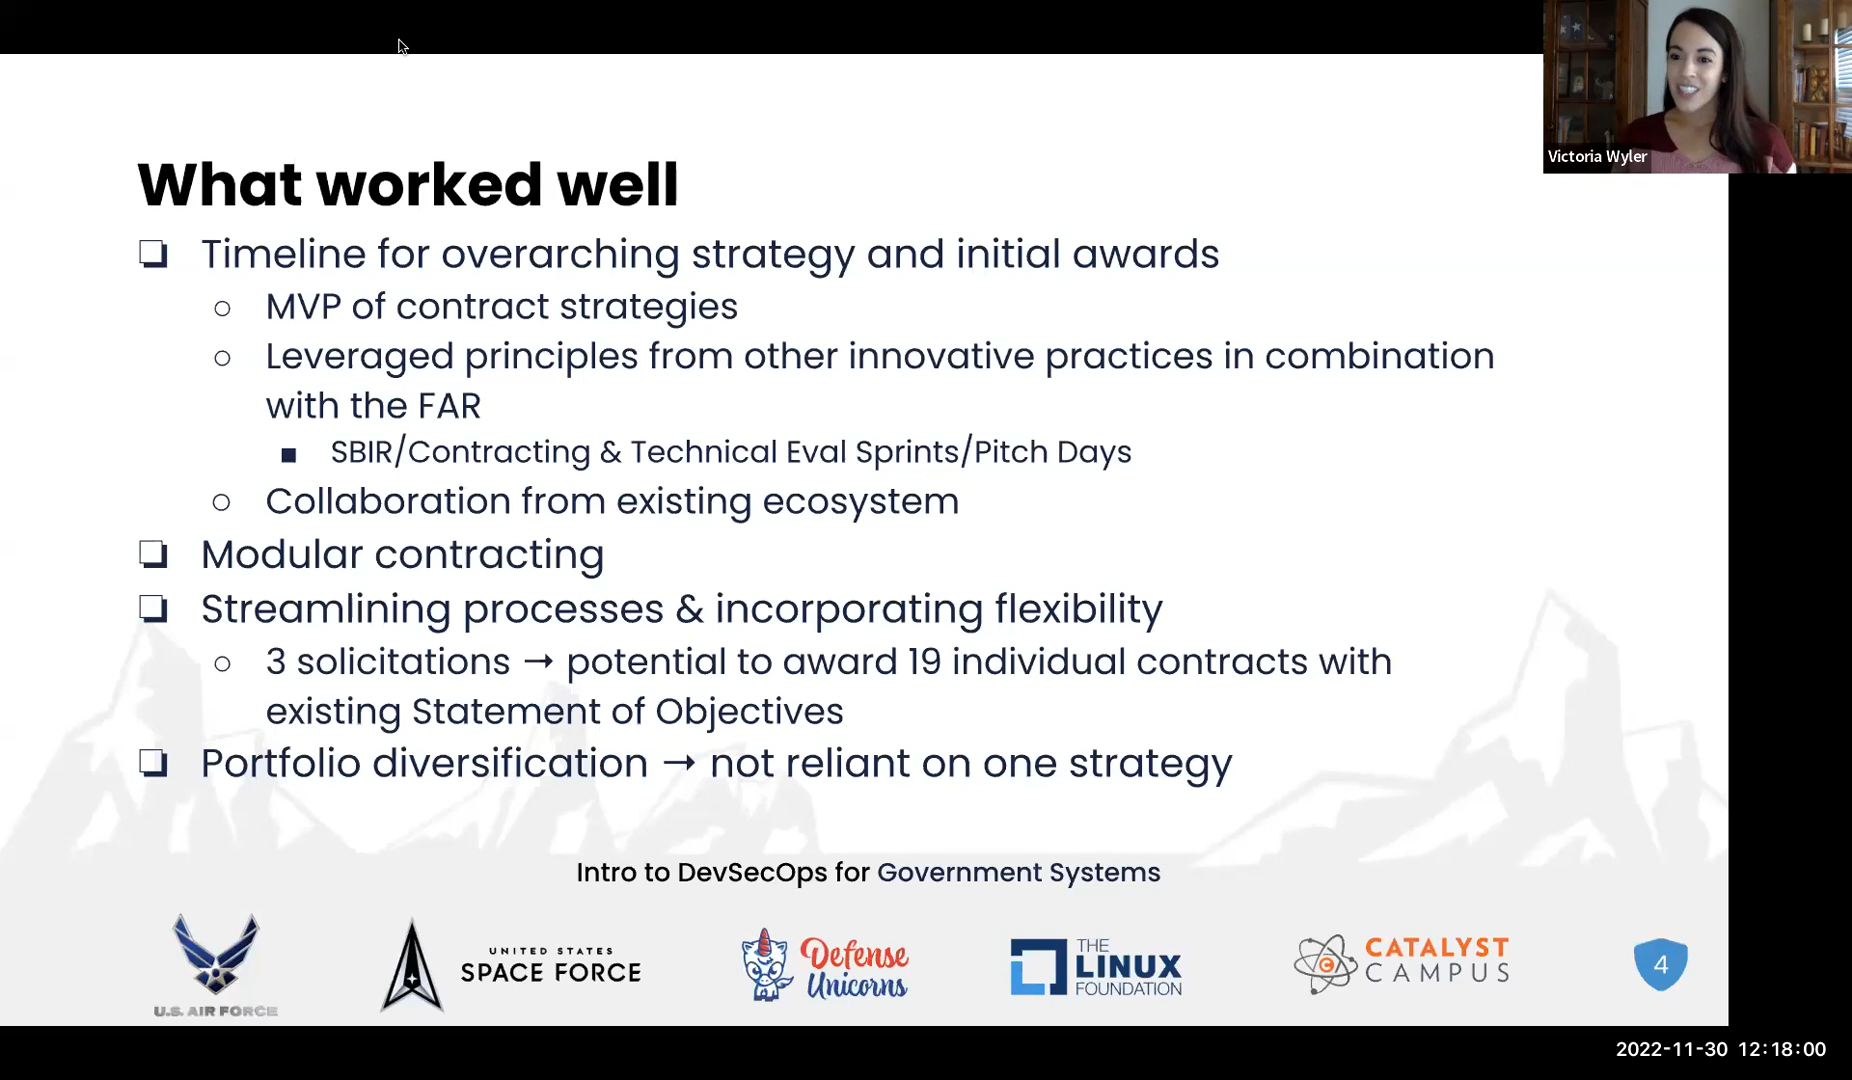 Victoria Wyler
What worked well
❑ Timeline for overarching strategy and initial awards
○ MVP of contract strategies
○ Leveraged principles from other innovative practices in combination
with the FAR
■ SBIR/Contracting & Technical Eval Sprints/Pitch Days
○ Collaboration from existing ecosystem
❑ Modular contracting
❑ Streamlining processes & incorporating flexibility
○ 3 solicitations → potential to award 19 individual contracts with
existing Statement of Objectives
❑ Portfolio diversification → not reliant on one strategy
Intro to DevSecOps for Government Systems
U.S. AIR FORCE
UNITED STATES
SPACE FORCE
Defense
Unicorns
THE
LINUX
FOUNDATION
C
CATALYST
CAMPUS
4
2022-11-30 12:18:00